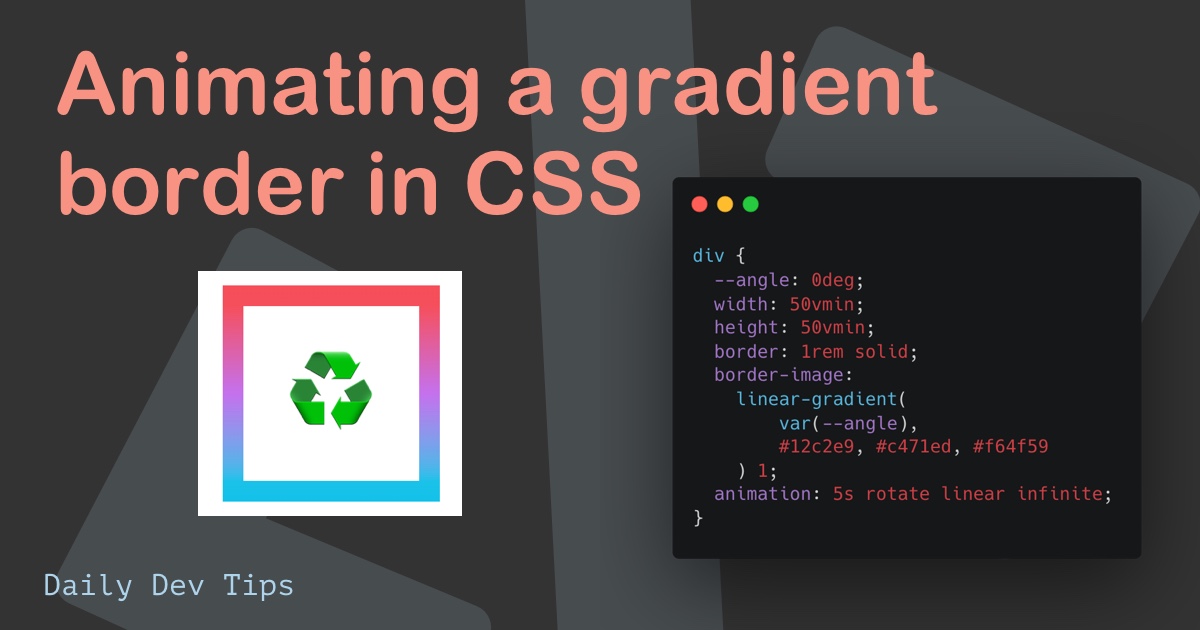 Animating a gradient
border in CSS
div {
  --angle: 0deg;
  width: 50vmin;
  height: 50vmin;
  border: 1rem solid;
  border-image:
    linear-gradient(
        var(--angle),
        #12c2e9, #c471ed, #f64f59
    ) 1;
  animation: 5s rotate linear infinite;
}
Daily Dev Tips